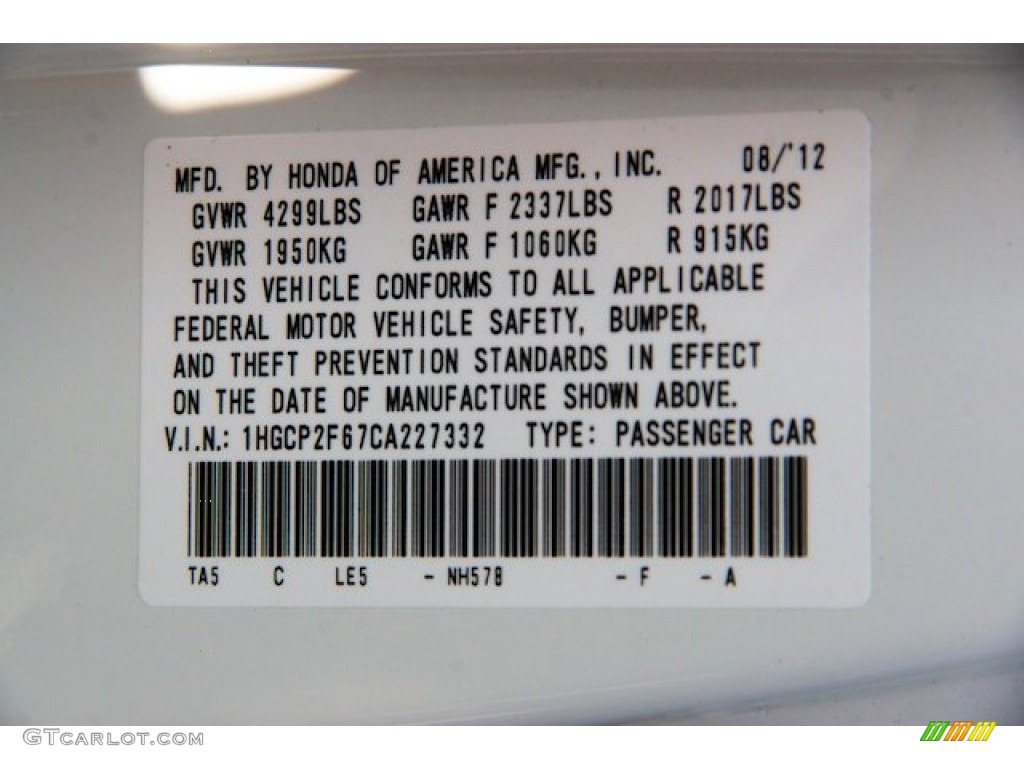 MFD. BY HONDA OF AMERICA MFG., INC. 08/'12
GVWR 4299LBS GAWR F 2337LBS R 2017LBS
GVWR 1950KG GAWR F 1060KG R 915KG
THIS VEHICLE CONFORMS TO ALL APPLICABLE
FEDERAL MOTOR VEHICLE SAFETY, BUMPER,
AND THEFT PREVENTION STANDARDS IN EFFECT
ON THE DATE OF MANUFACTURE SHOWN ABOVE.
V.I.N.: 1HGCP2F67CA227332 TYPE: PASSENGER CAR
TA5 C LE5 - NH578 - F - A
GTCARLOT.COM